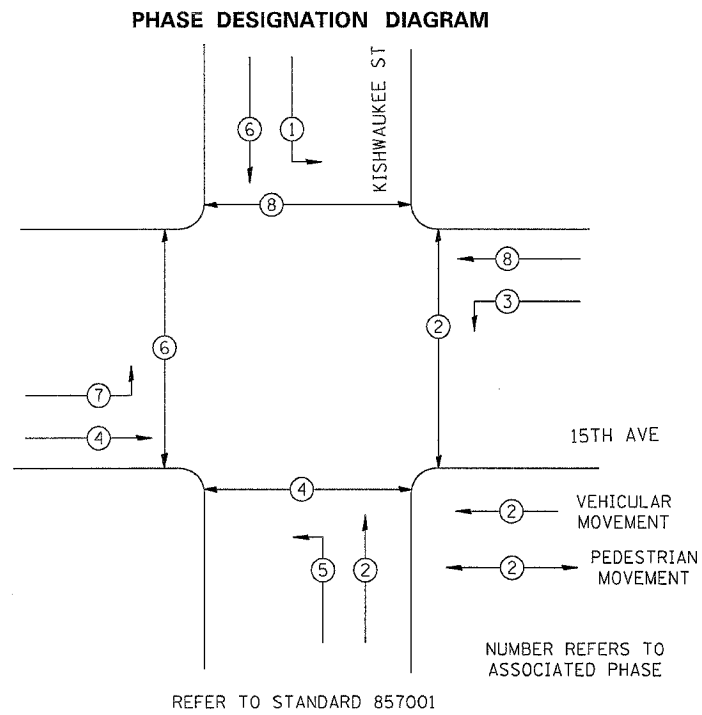 PHASE DESIGNATION DIAGRAM
KISHWAUKEE ST
6 1
8
8
3
2
6
7
4
15TH AVE
4
2 VEHICULAR
MOVEMENT
5 2
2 PEDESTRIAN
MOVEMENT
NUMBER REFERS TO
ASSOCIATED PHASE
REFER TO STANDARD 857001